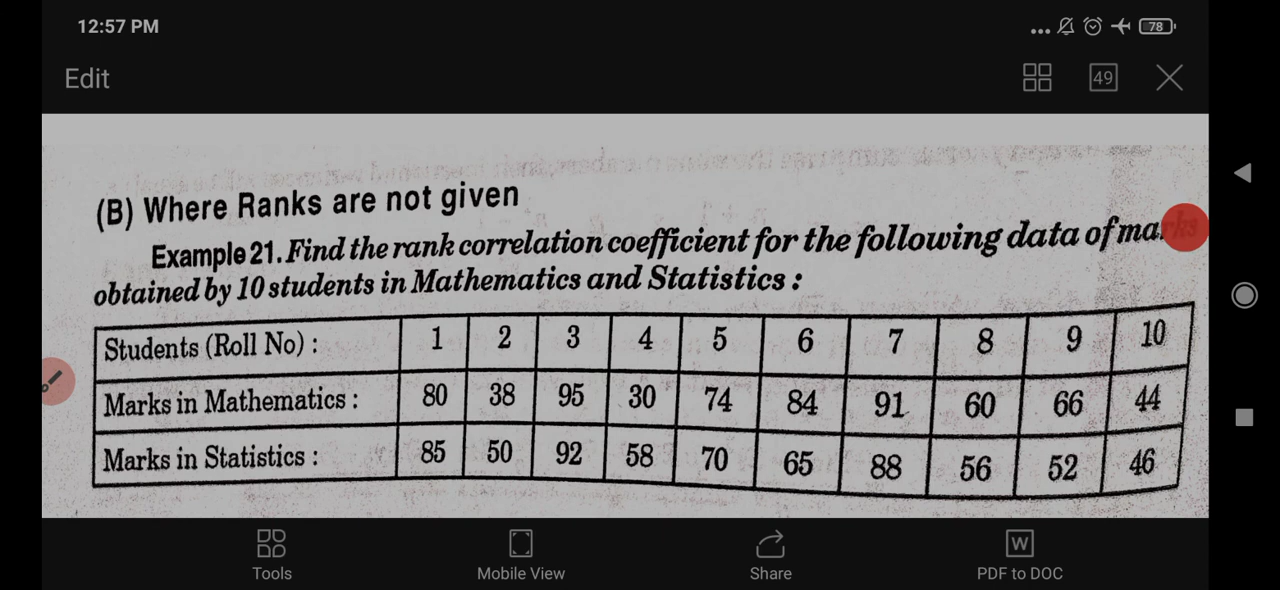 12:57 PM
78
Edit
49
(B) Where Ranks are not given
Example 21. Find the rank correlation coefficient for the following data of marks
obtained by 10 students in Mathematics and Statistics :
Students (Roll No) : 1 2 3 4 5 6 7 8 9 10
Marks in Mathematics : 80 38 95 30 74 84 91 60 66 44
Marks in Statistics : 85 50 92 58 70 65 88 56 52 46
Tools Mobile View Share W PDF to DOC